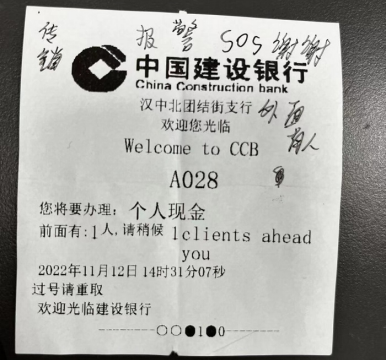 传销 报警 SOS 谢谢
中国建设银行
China Construction bank
汉中北团结街支行
外面有人
欢迎您光临
Welcome to CCB
A028
您将要办理：个人现金
前面有:1人,请稍候 1clients ahead
you
2022年11月12日 14时31分07秒
过号请重取
欢迎光临建设银行
1 0